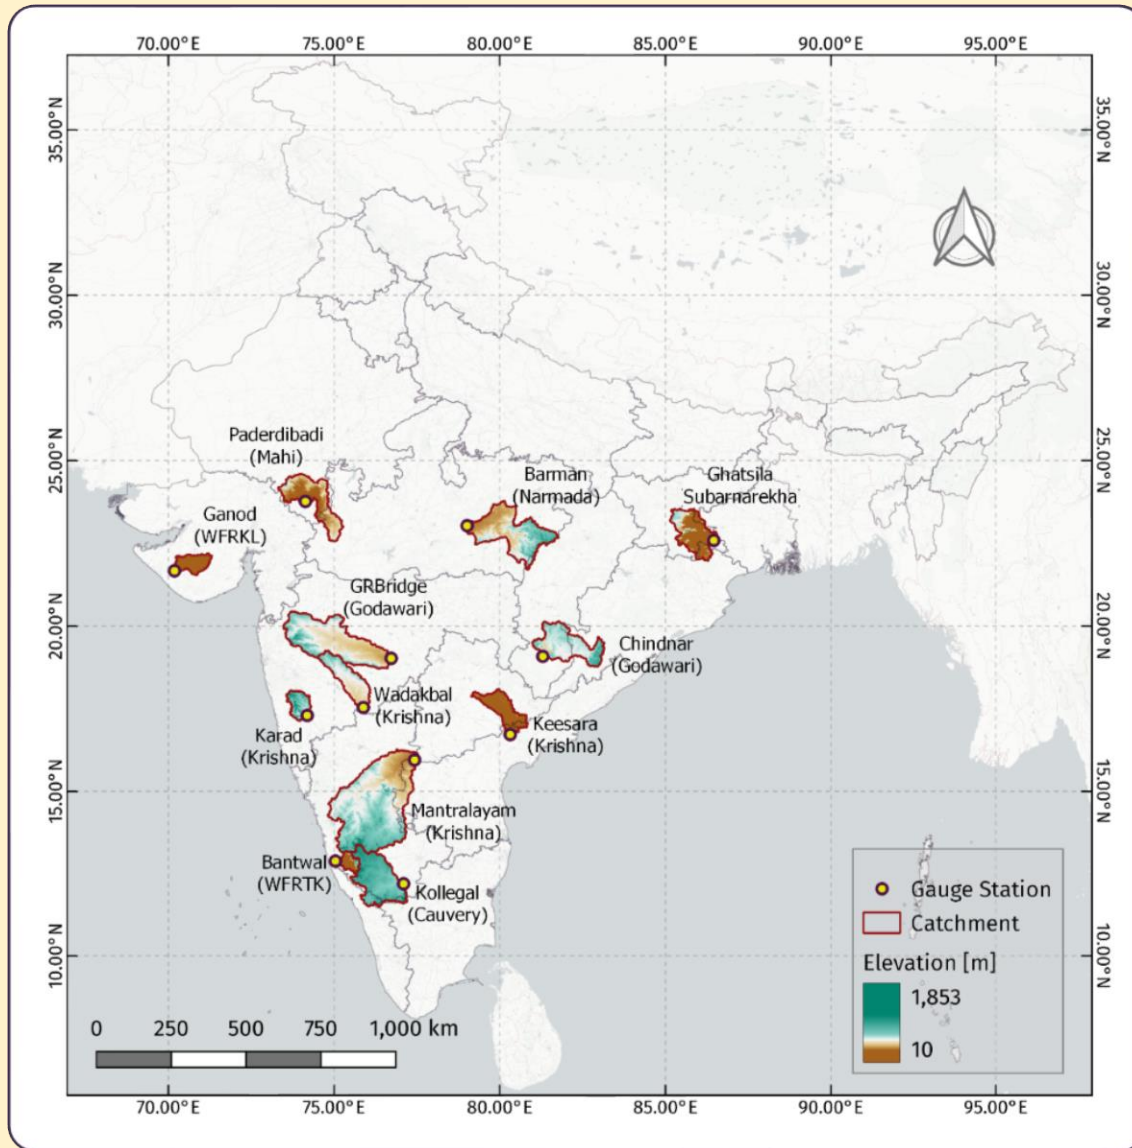 70.00°E 75.00°E 80.00°E 85.00°E 90.00°E 95.00°E
35.00°N
35.00°N
30.00°N
30.00°N
25.00°N
25.00°N
20.00°N
20.00°N
15.00°N
15.00°N
10.00°N
10.00°N
Paderdibadi
(Mahi)
Ganod
(WFRKL)
Barman
(Narmada)
Ghatsila
Subarnarekha
GRBridge
(Godawari)
Chindnar
(Godawari)
Wadakbal
(Krishna)
Karad
(Krishna)
Keesara
(Krishna)
Mantralayam
(Krishna)
Bantwal
(WFRTK)
Kollegal
(Cauvery)
Gauge Station
Catchment
Elevation [m]
1,853
10
0 250 500 750 1,000 km
70.00°E 75.00°E 80.00°E 85.00°E 90.00°E 95.00°E